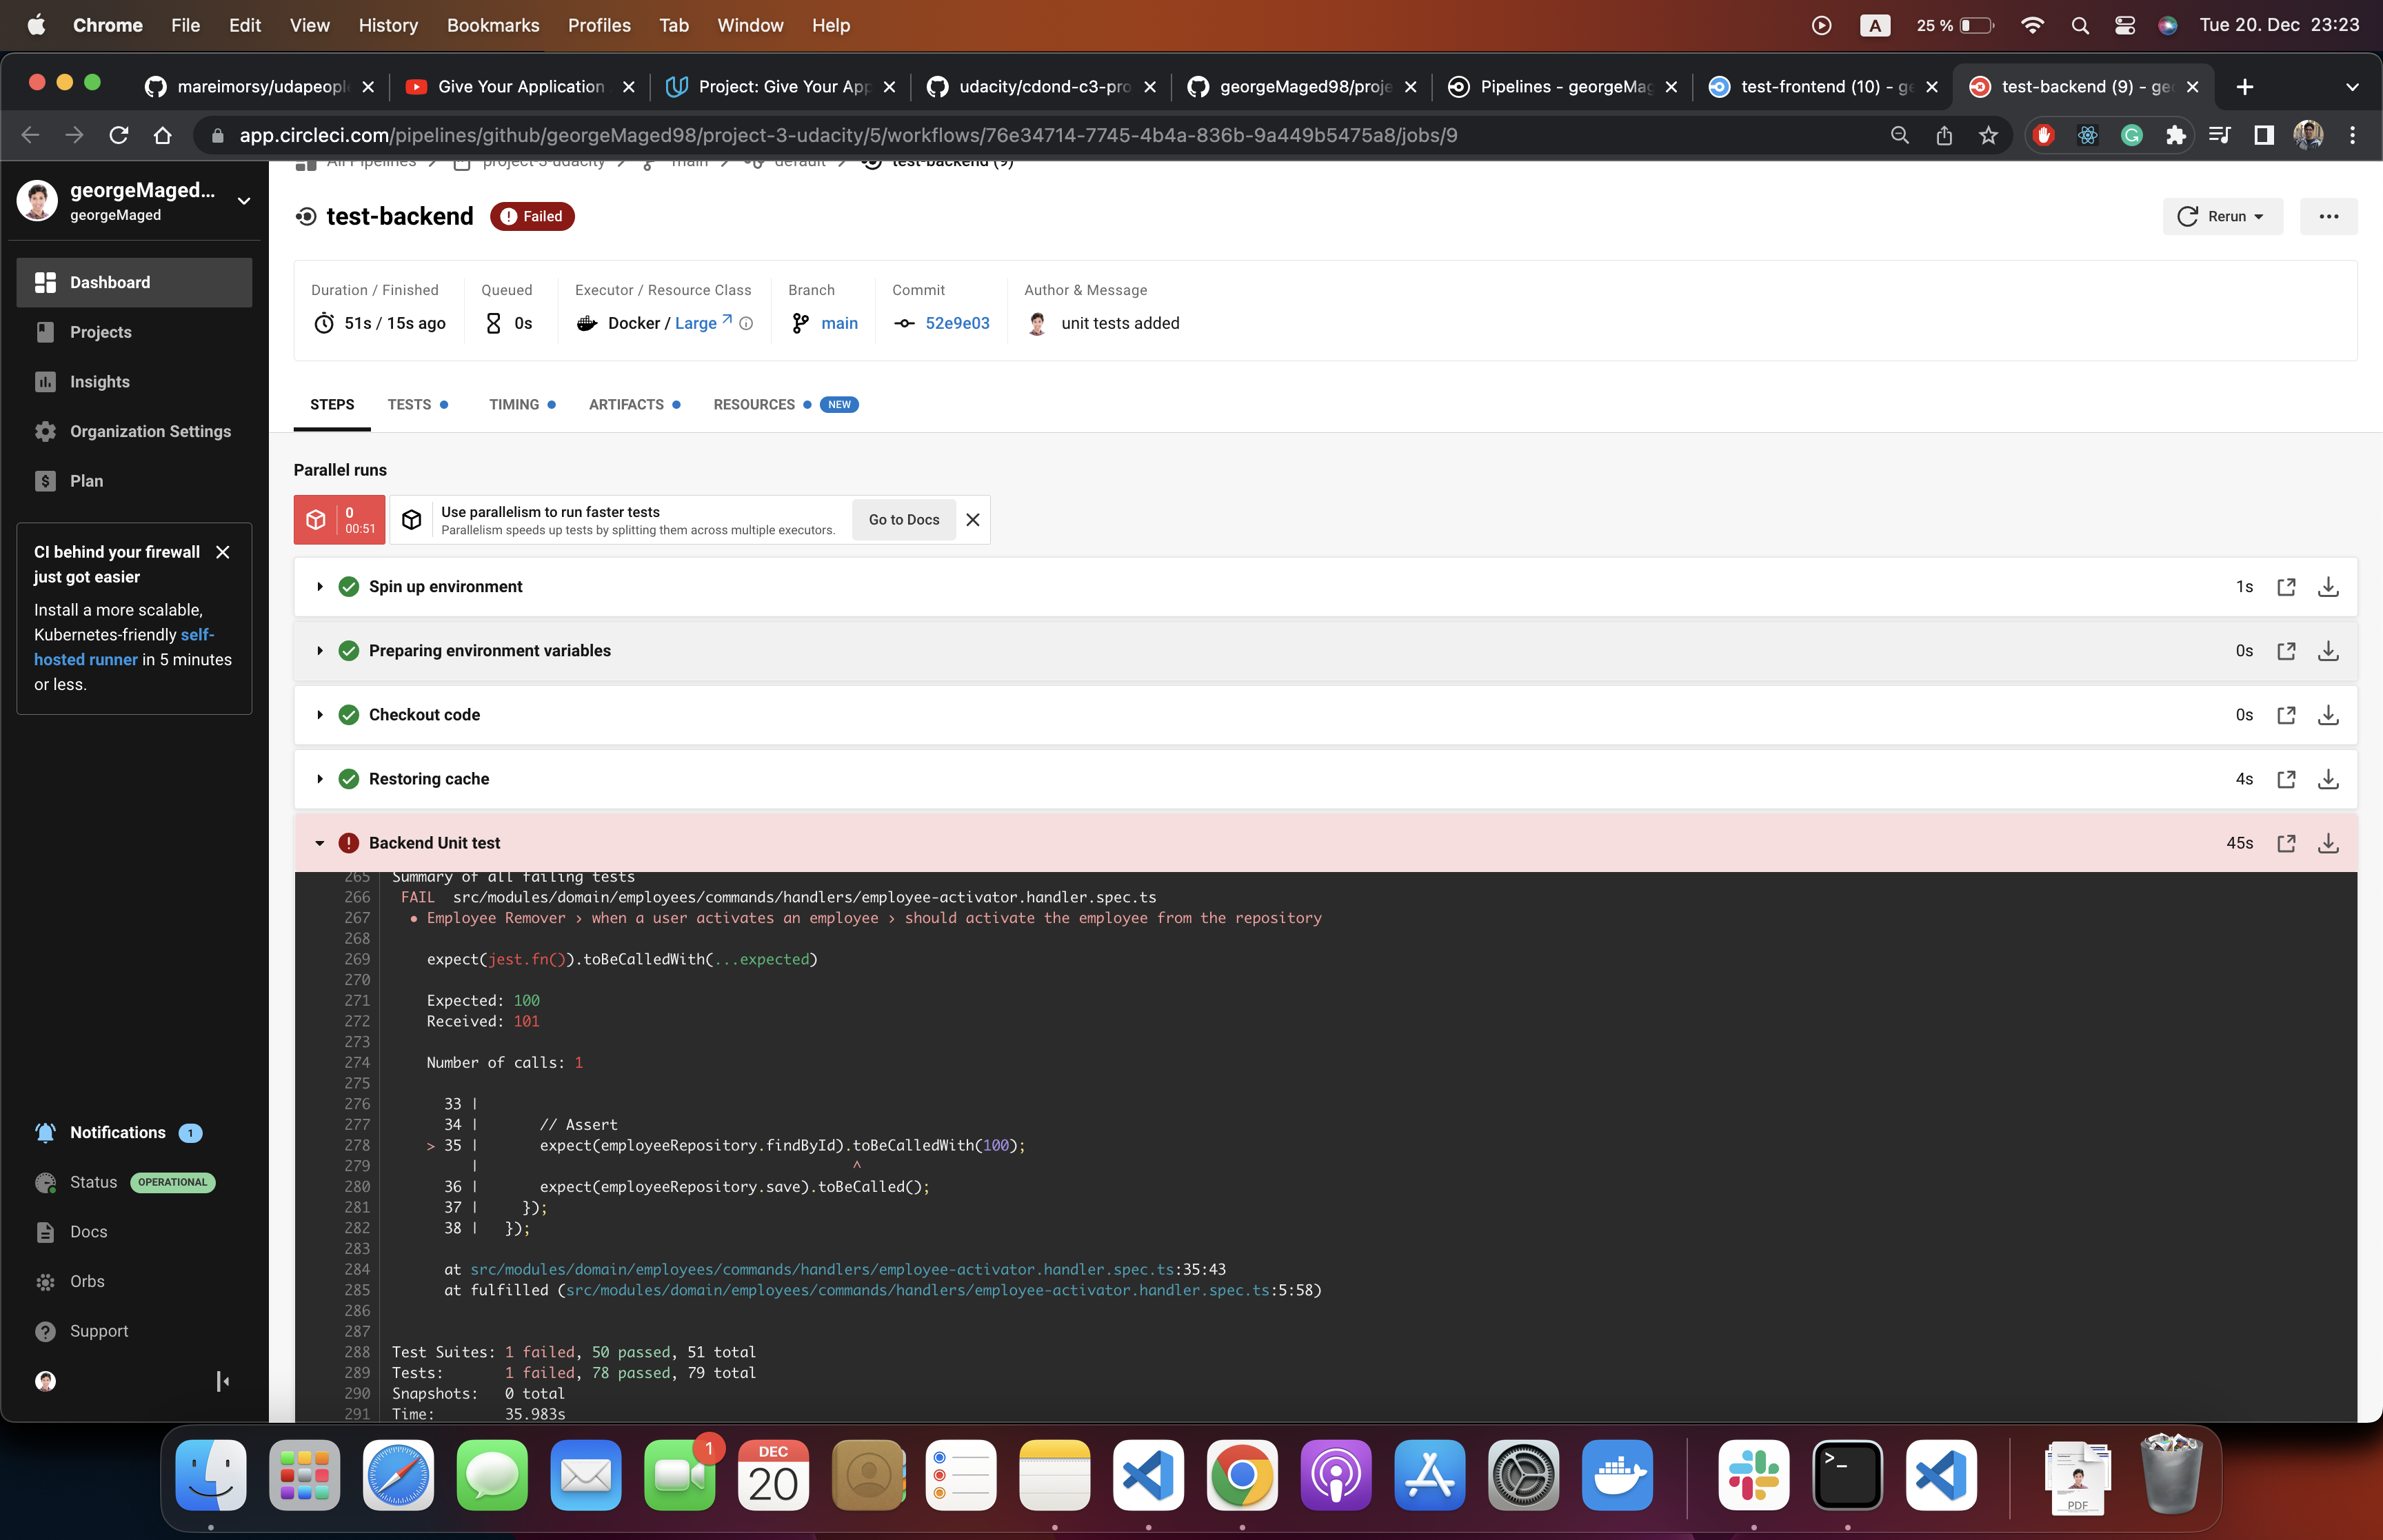 Chrome File Edit View History Bookmarks Profiles Tab Window Help
A 25 % Tue 20. Dec 23:23
mareimorsy/udapeopl
Give Your Application
Project: Give Your App
udacity/cdond-c3-pro
georgeMaged98/proje
Pipelines - georgeMag
test-frontend (10) - ge
test-backend (9) - geo
app.circleci.com/pipelines/github/georgeMaged98/project-3-udacity/5/workflows/76e34714-7745-4b4a-836b-9a449b5475a8/jobs/9
georgeMaged...
georgeMaged
Dashboard
Projects
Insights
Organization Settings
Plan
CI behind your firewall
just got easier
Install a more scalable,
Kubernetes-friendly self-
hosted runner in 5 minutes
or less.
Notifications 1
Status OPERATIONAL
Docs
Orbs
Support
All Pipelines project-3-udacity main default test-backend (9)
test-backend Failed
Rerun
Duration / Finished Queued Executor / Resource Class Branch Commit Author & Message
51s / 15s ago 0s Docker / Large main 52e9e03 unit tests added
STEPS TESTS TIMING ARTIFACTS RESOURCES NEW
Parallel runs
0
00:51
Use parallelism to run faster tests
Parallelism speeds up tests by splitting them across multiple executors.
Go to Docs
Spin up environment 1s
Preparing environment variables 0s
Checkout code 0s
Restoring cache 4s
Backend Unit test 45s
265 Summary of all failing tests
266 FAIL src/modules/domain/employees/commands/handlers/employee-activator.handler.spec.ts
267 ● Employee Remover › when a user activates an employee › should activate the employee from the repository
268
269 expect(jest.fn()).toBeCalledWith(...expected)
270
271 Expected: 100
272 Received: 101
273
274 Number of calls: 1
275
276 33 |
277 34 | // Assert
278 > 35 | expect(employeeRepository.findById).toBeCalledWith(100);
279 | ^
280 36 | expect(employeeRepository.save).toBeCalled();
281 37 | });
282 38 | });
283
284 at src/modules/domain/employees/commands/handlers/employee-activator.handler.spec.ts:35:43
285 at fulfilled (src/modules/domain/employees/commands/handlers/employee-activator.handler.spec.ts:5:58)
286
287
288 Test Suites: 1 failed, 50 passed, 51 total
289 Tests: 1 failed, 78 passed, 79 total
290 Snapshots: 0 total
291 Time: 35.983s
1
DEC
20
>_
PDF